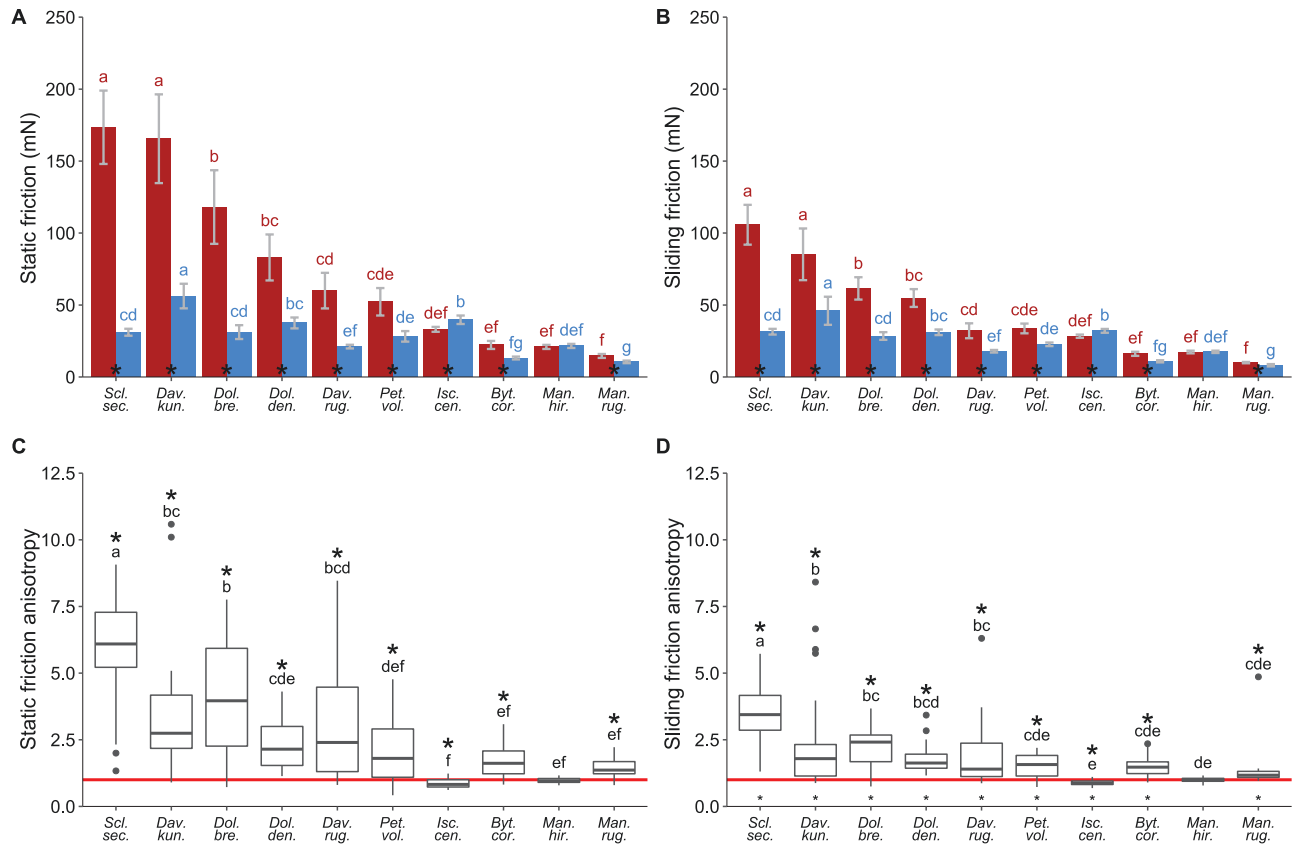 A
Static friction (mN)
250
200
150
100
50
0
a a b bc cd cde def ef ef f
cd a cd bc ef de b fg def g
* * * * * * * * *
Scl. Dav. Dol. Dol. Dav. Pet. Isc. Byt. Man. Man.
sec. kun. bre. den. rug. vol. cen. cor. hir. rug.
B
Sliding friction (mN)
250
200
150
100
50
0
a a b bc cd cde def ef def f
cd a cd bc ef de b fg def g
* * * * * * * * *
Scl. Dav. Dol. Dol. Dav. Pet. Isc. Byt. Man. Man.
sec. kun. bre. den. rug. vol. cen. cor. hir. rug.
C
Static friction anisotropy
12.5
10.0
7.5
5.0
2.5
0.0
* * * * * * * * *
a bc b cde bcd def f ef ef ef
Scl. Dav. Dol. Dol. Dav. Pet. Isc. Byt. Man. Man.
sec. kun. bre. den. rug. vol. cen. cor. hir. rug.
D
Sliding friction anisotropy
12.5
10.0
7.5
5.0
2.5
0.0
* * * * * * * * *
a b bc bcd bc cde e cde de cde
* * * * * * * * *
Scl. Dav. Dol. Dol. Dav. Pet. Isc. Byt. Man. Man.
sec. kun. bre. den. rug. vol. cen. cor. hir. rug.